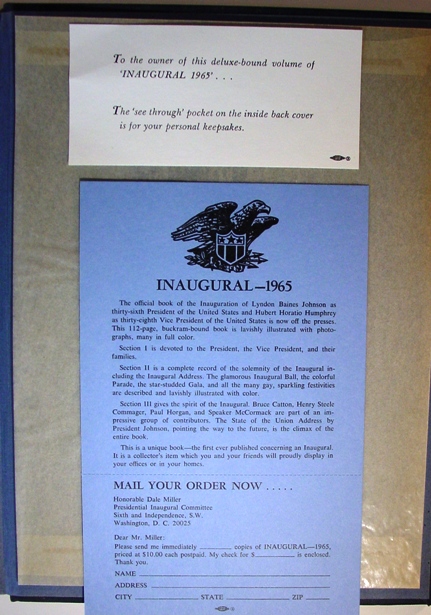 To the owner of this deluxe-bound volume of
'INAUGURAL 1965' . . .
The 'see through' pocket on the inside back cover
is for your personal keepsakes.
INAUGURAL—1965
The official book of the Inauguration of Lyndon Baines Johnson as
thirty-sixth President of the United States and Hubert Horatio Humphrey
as thirty-eighth Vice President of the United States is now off the presses.
This 112-page, buckram-bound book is lavishly illustrated with photo-
graphs, many in full color.
Section I is devoted to the President, the Vice President, and their
families.
Section II is a complete record of the solemnity of the Inaugural in-
cluding the Inaugural Address. The glamorous Inaugural Ball, the colorful
Parade, the star-studded Gala, and all the many gay, sparkling festivities
are described and lavishly illustrated with color.
Section III gives the spirit of the Inaugural. Bruce Catton, Henry Steele
Commager, Paul Horgan, and Speaker McCormack are part of an im-
pressive group of contributors. The State of the Union Address by
President Johnson, pointing the way to the future, is the climax of the
entire book.
This is a unique book—the first ever published concerning an Inaugural.
It is a collector's item which you and your friends will proudly display in
your offices or in your homes.
MAIL YOUR ORDER NOW . . . . .
Honorable Dale Miller
Presidential Inaugural Committee
Sixth and Independence, S.W.
Washington, D. C. 20025
Dear Mr. Miller:
Please send me immediately ________ copies of INAUGURAL—1965,
priced at $10.00 each postpaid. My check for $________ is enclosed.
Thank you.
NAME ________
ADDRESS ________
CITY ________ STATE ________ ZIP ________